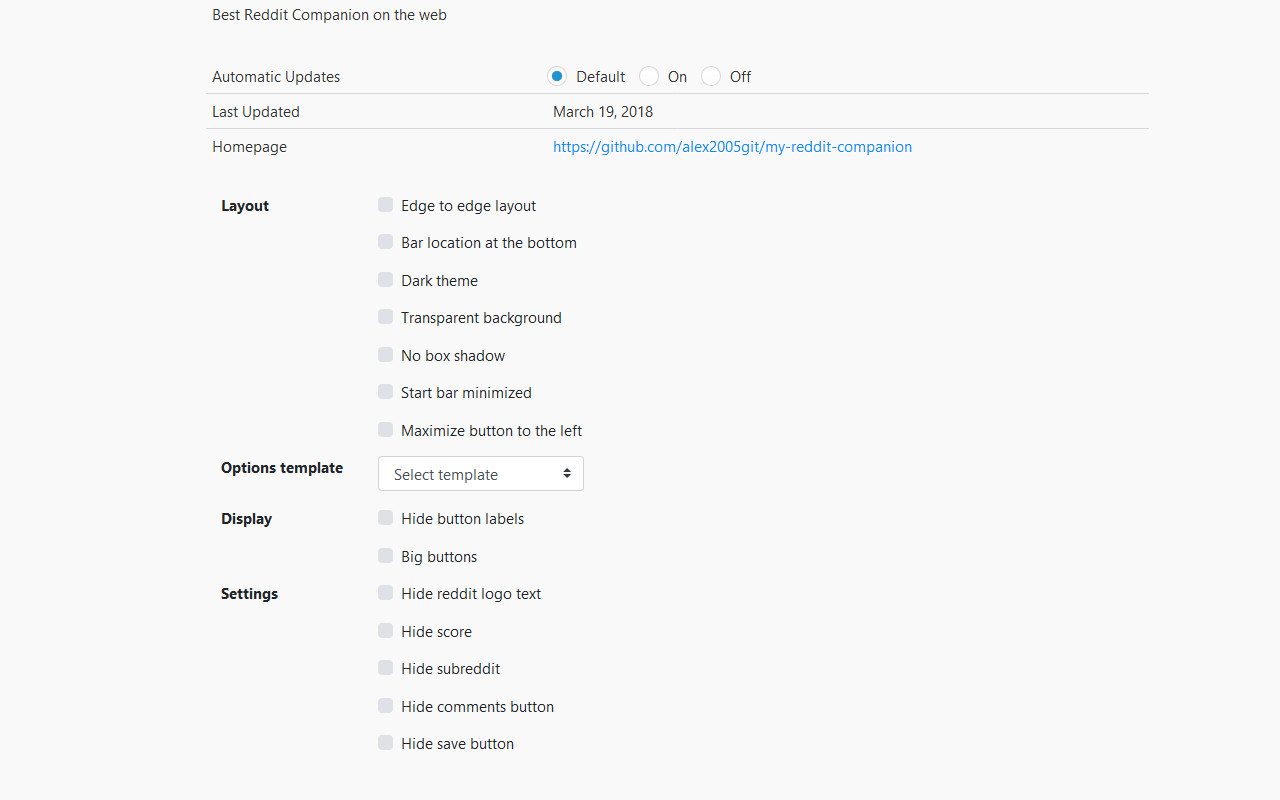 Best Reddit Companion on the web
Automatic Updates Default On Off
Last Updated March 19, 2018
Homepage https://github.com/alex2005git/my-reddit-companion
Layout Edge to edge layout
Bar location at the bottom
Dark theme
Transparent background
No box shadow
Start bar minimized
Maximize button to the left
Options template Select template
Display Hide button labels
Big buttons
Settings Hide reddit logo text
Hide score
Hide subreddit
Hide comments button
Hide save button